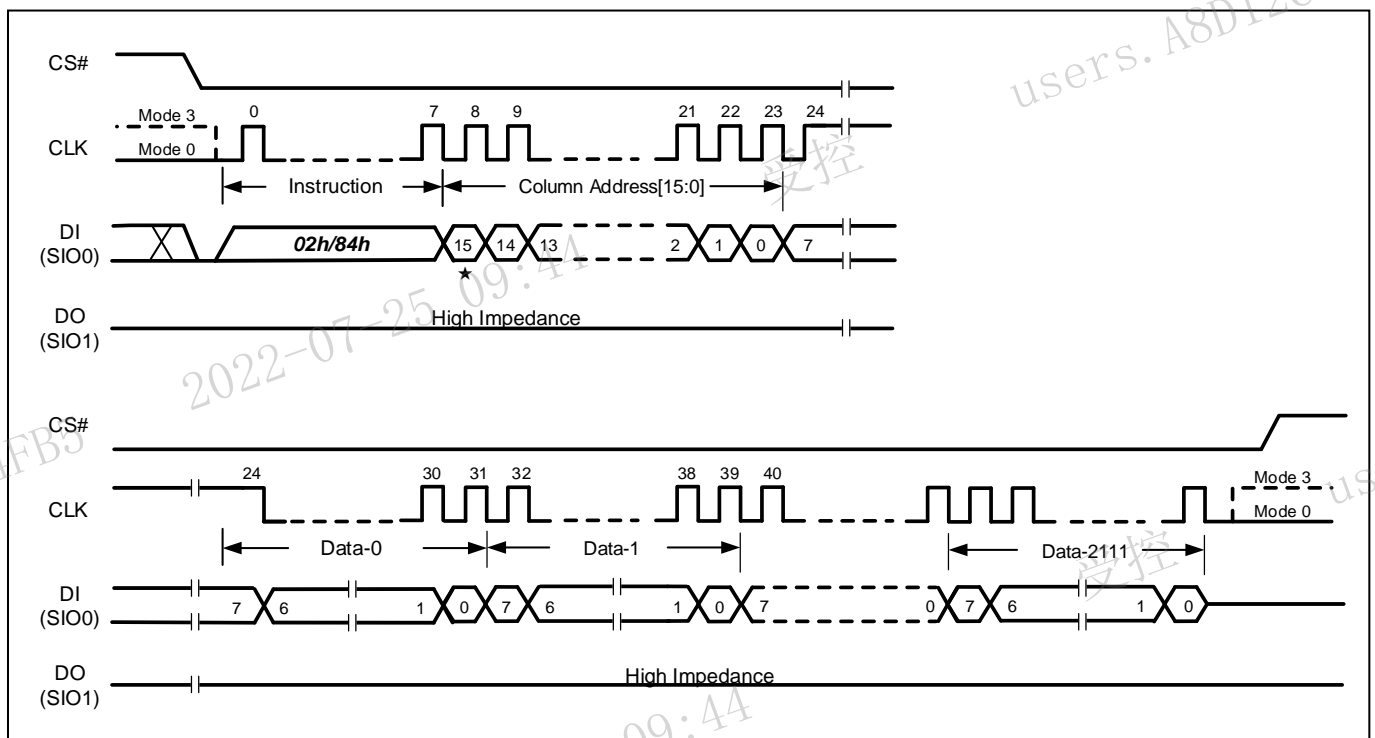 CS#
CLK
Mode 3
Mode 0
0 7 8 9 21 22 23 24
Instruction
Column Address[15:0]
DI
(SIO0)
02h/84h
15 14 13 2 1 0 7
★
DO
(SIO1)
High Impedance
CS#
CLK
24 30 31 32 38 39 40
Mode 3
Mode 0
Data-0
Data-1
Data-2111
DI
(SIO0)
7 6 1 0 7 6 1 0 7 0 7 6 1 0
DO
(SIO1)
High Impedance
2022-07-25 09:44
受控
受控
09:44